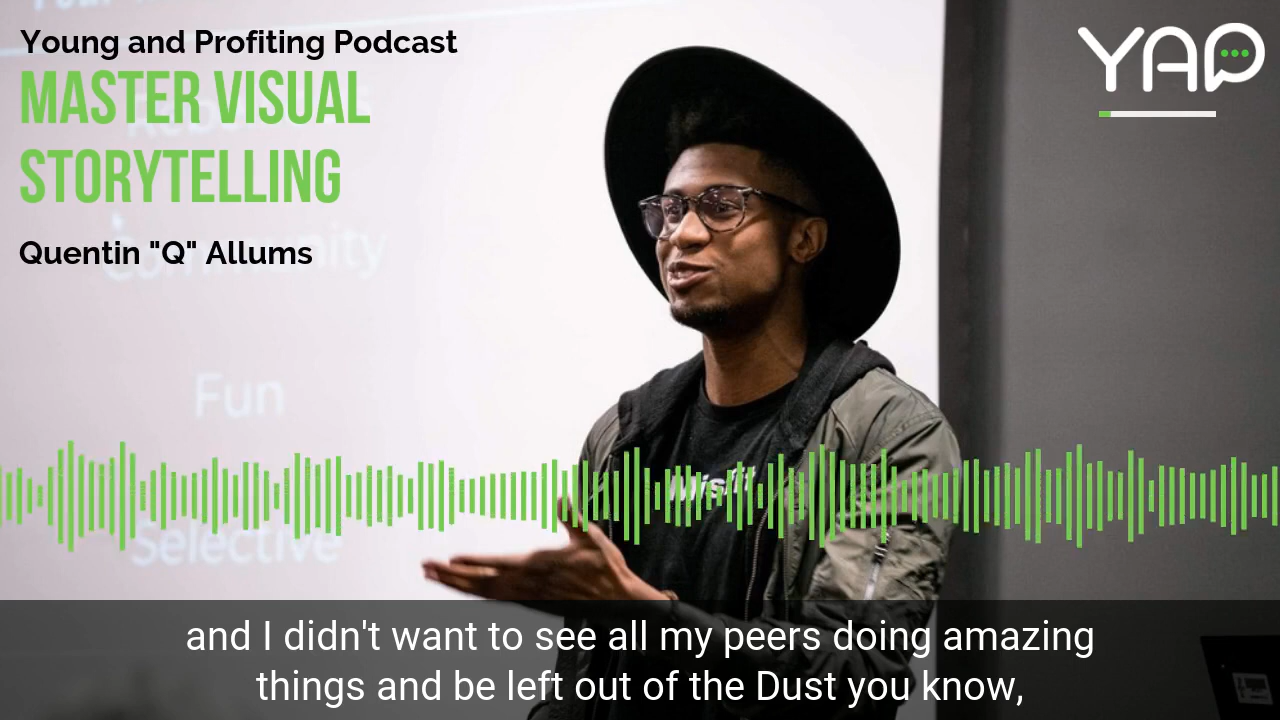 Young and Profiting Podcast
YAP
MASTER VISUAL
STORYTELLING
Quentin "Q" Allums
Fun
Selective
Misfit
and I didn't want to see all my peers doing amazing
things and be left out of the Dust you know,